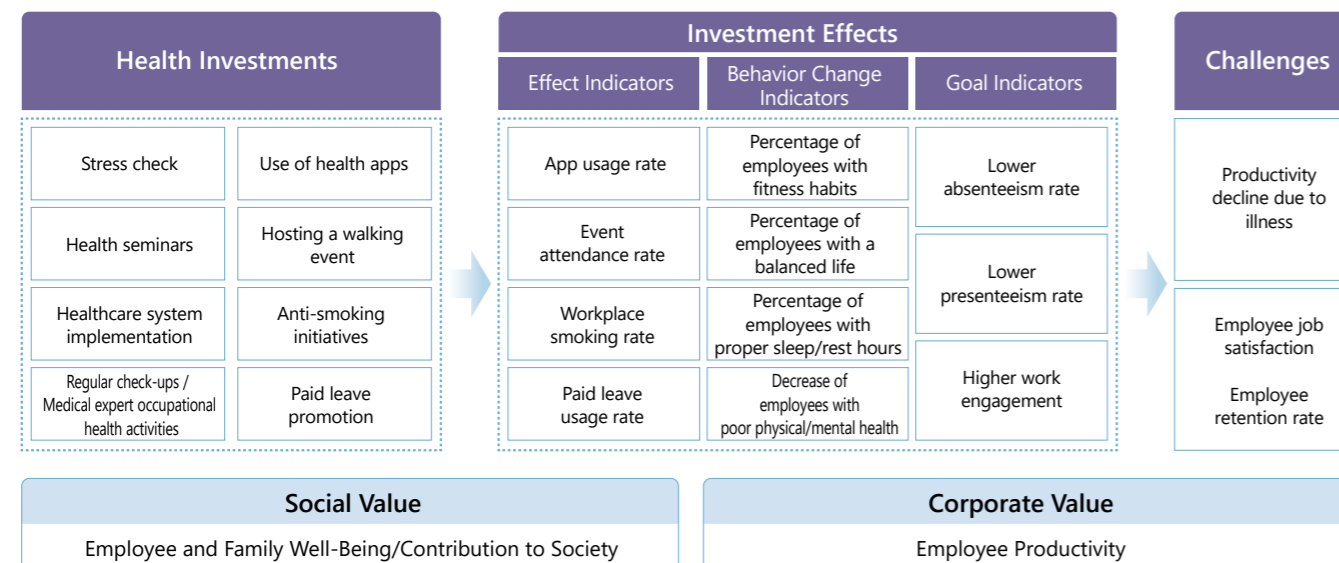 Health Investments
Stress check
Use of health apps
Health seminars
Hosting a walking
event
Healthcare system
implementation
Anti-smoking
initiatives
Regular check-ups /
Medical expert occupational
health activities
Paid leave
promotion
Investment Effects
Effect Indicators
Behavior Change
Indicators
Goal Indicators
App usage rate
Event
attendance rate
Workplace
smoking rate
Paid leave
usage rate
Percentage of
employees with
fitness habits
Percentage of
employees with a
balanced life
Percentage of
employees with
proper sleep/rest hours
Decrease of
employees with
poor physical/mental health
Lower
absenteeism rate
Lower
presenteeism rate
Higher work
engagement
Challenges
Productivity
decline due to
illness
Employee job
satisfaction
Employee
retention rate
Social Value
Employee and Family Well-Being/Contribution to Society
Corporate Value
Employee Productivity